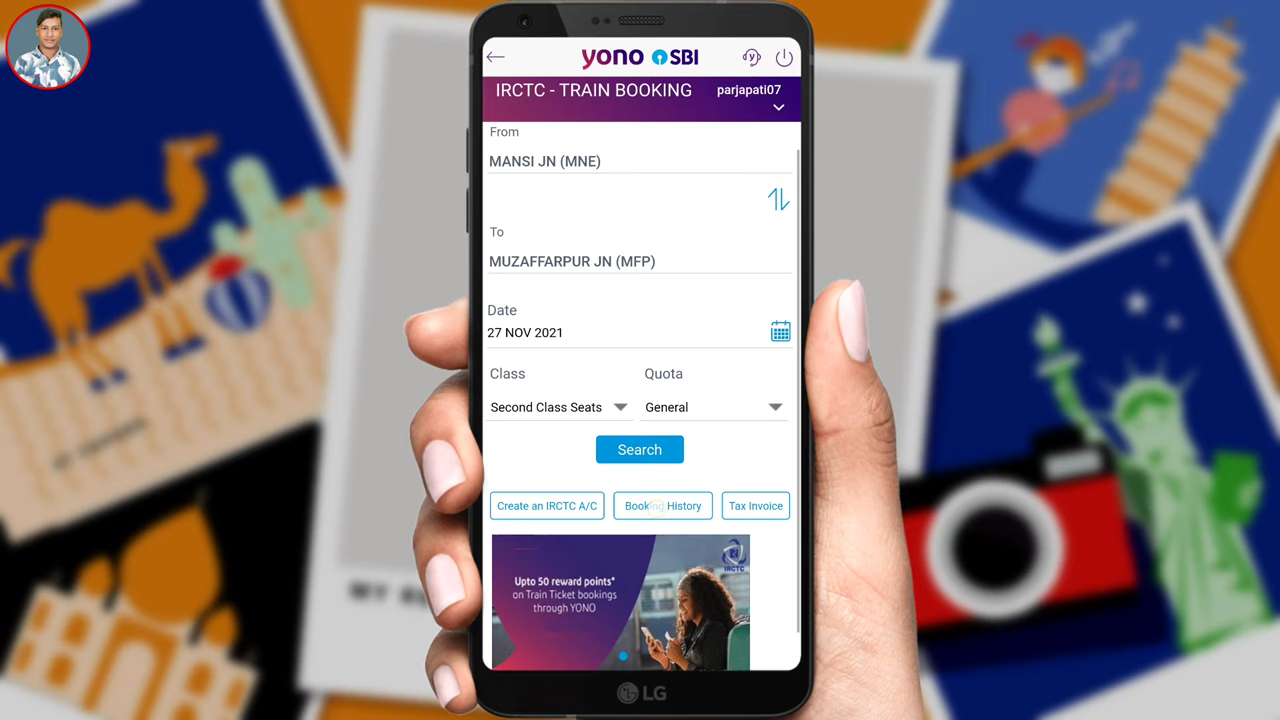 yono SBI
IRCTC - TRAIN BOOKING
parjapati07
From
MANSI JN (MNE)
To
MUZAFFARPUR JN (MFP)
Date
27 NOV 2021
Class
Quota
Second Class Seats
General
Search
Create an IRCTC A/C
Booking History
Tax Invoice
IRCTC
Upto 50 reward points*
on Train Ticket bookings
through YONO
LG